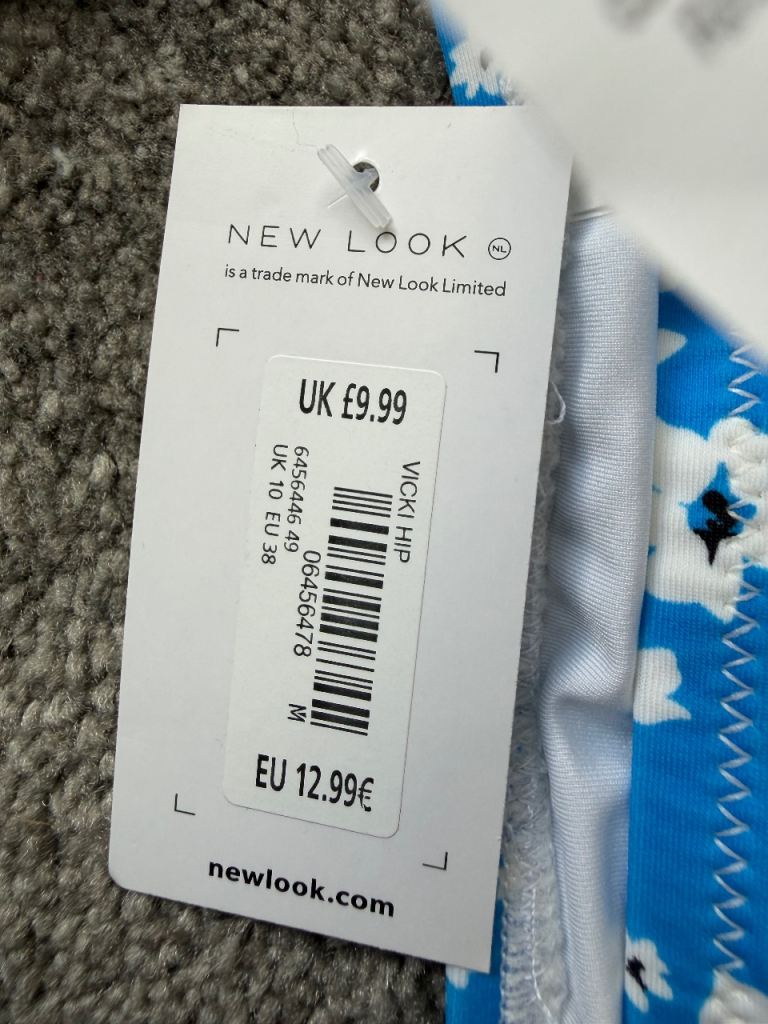 NEW LOOK NL
is a trade mark of New Look Limited
UK £9.99
VICKI HIP
06456478
M
6456446 49
UK 10 EU 38
EU 12.99€
newlook.com